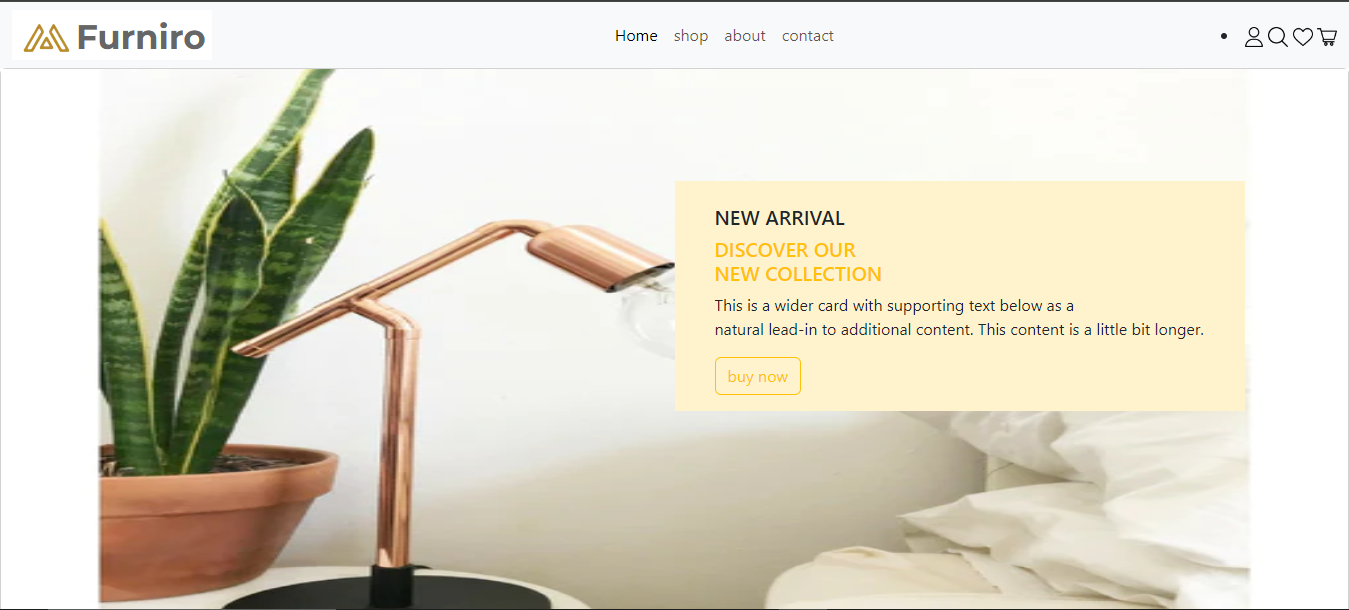 Furniro
Home shop about contact
NEW ARRIVAL
DISCOVER OUR
NEW COLLECTION
This is a wider card with supporting text below as a
natural lead-in to additional content. This content is a little bit longer.
buy now